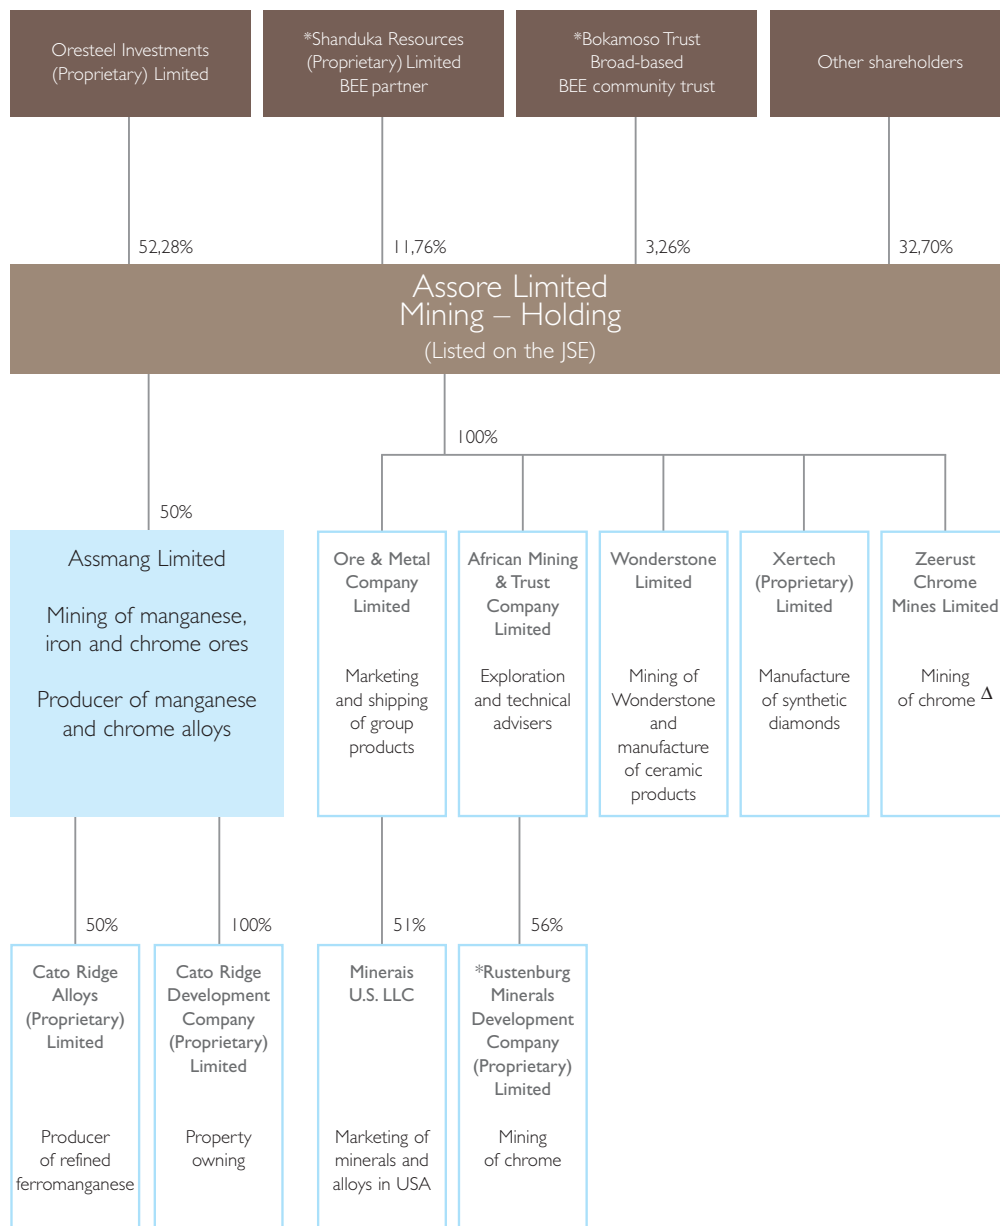 Oresteel Investments
(Proprietary) Limited
*Shanduka Resources
(Proprietary) Limited
BEE partner
*Bokamoso Trust
Broad-based
BEE community trust
Other shareholders
52,28%
11,76%
3,26%
32,70%
Assore Limited
Mining – Holding
(Listed on the JSE)
100%
50%
Assmang Limited
Mining of manganese,
iron and chrome ores
Producer of manganese
and chrome alloys
Ore & Metal
Company
Limited
Marketing
and shipping
of group
products
African Mining
& Trust
Company
Limited
Exploration
and technical
advisers
Wonderstone
Limited
Mining of
Wonderstone
and
manufacture
of ceramic
products
Xertech
(Proprietary)
Limited
Manufacture
of synthetic
diamonds
Zeerust
Chrome
Mines Limited
Mining
of chrome Δ
50%
100%
51%
56%
Cato Ridge
Alloys
(Proprietary)
Limited
Producer
of refined
ferromanganese
Cato Ridge
Development
Company
(Proprietary)
Limited
Property
owning
Minerais
U.S. LLC
Marketing of
minerals and
alloys in USA
*Rustenburg
Minerals
Development
Company
(Proprietary)
Limited
Mining
of chrome